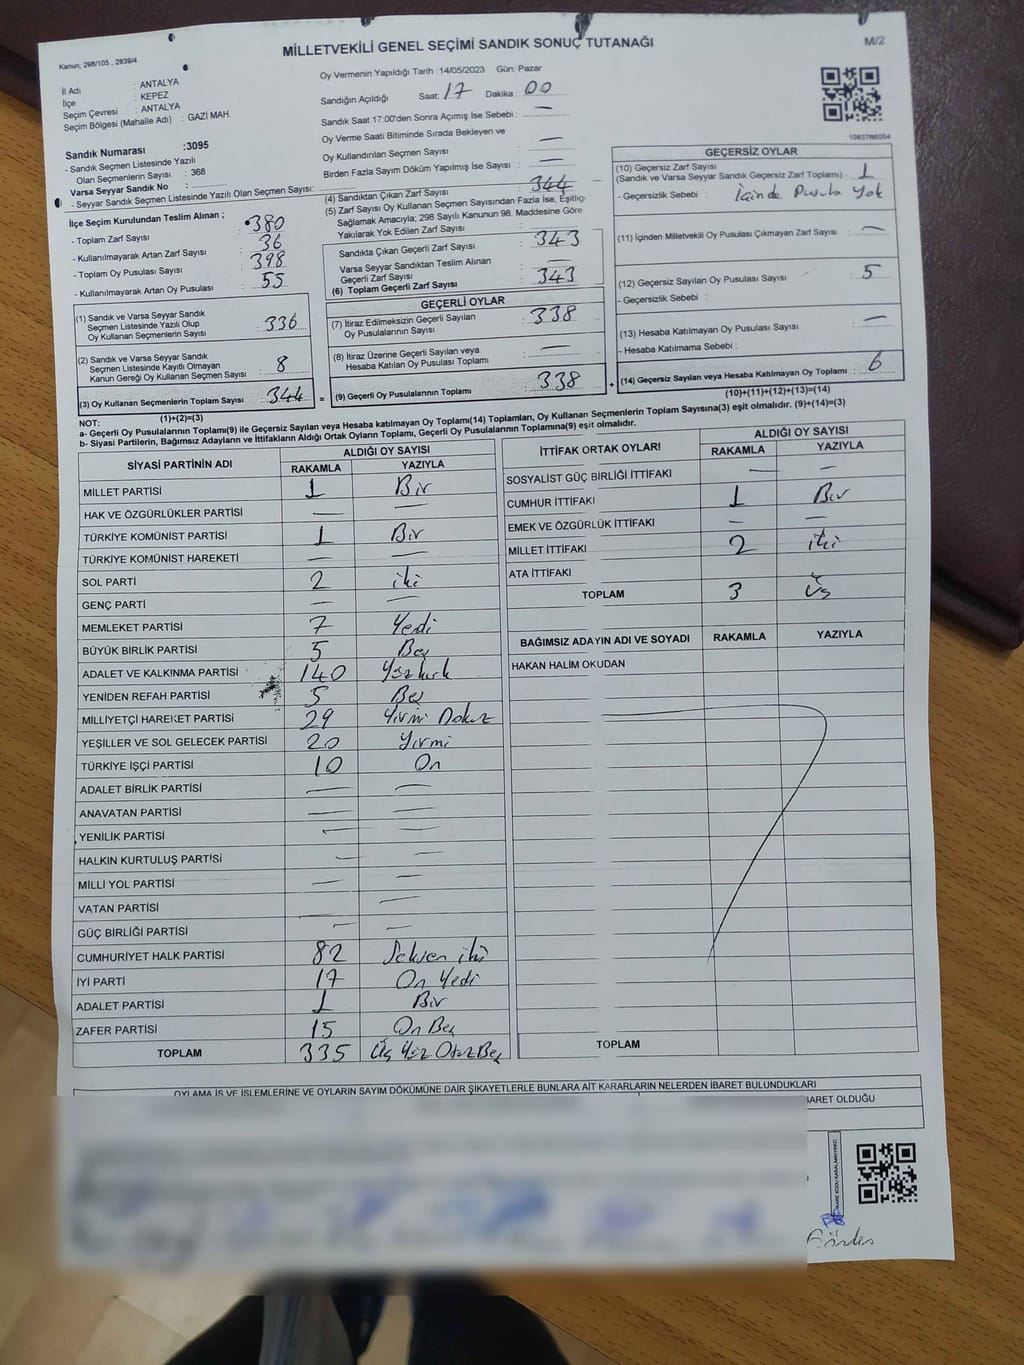 MİLLETVEKİLİ GENEL SEÇİMİ SANDIK SONUÇ TUTANAĞI
M/2
Kanun; 298/105 , 2839/4
İl Adı : ANTALYA
İlçe : KEPEZ
Seçim Çevresi : ANTALYA
Seçim Bölgesi (Mahalle Adı) : GAZİ MAH.
Sandık Numarası :3095
- Sandık Seçmen Listesinde Yazılı
Olan Seçmenlerin Sayısı : 368
Varsa Seyyar Sandık No :
- Seyyar Sandık Seçmen Listesinde Yazılı Olan Seçmen Sayısı:
Oy Vermenin Yapıldığı Tarih :14/05/2023 Gün: Pazar
Sandığın Açıldığı Saat: 17 Dakika : 00
Sandık Saat 17:00'den Sonra Açımış İse Sebebi : —
Oy Verme Saati Bitiminde Sırada Bekleyen ve
Oy Kullandırılan Seçmen Sayısı : —
Birden Fazla Sayım Döküm Yapılmış İse Sayısı : —
1083766054
İlçe Seçim Kurulundan Teslim Alınan ;
- Toplam Zarf Sayısı : 380
- Kullanılmayarak Artan Zarf Sayısı : 36
- Toplam Oy Pusulası Sayısı : 398
- Kullanılmayarak Artan Oy Pusulası : 55
(1) Sandık ve Varsa Seyyar Sandık
Seçmen Listesinde Yazılı Olup
Oy Kullanan Seçmenlerin Sayısı : 336
(2) Sandık ve Varsa Seyyar Sandık
Seçmen Listesinde Kayıtlı Olmayan
Kanun Gereği Oy Kullanan Seçmen Sayısı : 8
(3) Oy Kullanan Seçmenlerin Toplam Sayısı : 344
(1)+(2)=(3)
(4) Sandıktan Çıkan Zarf Sayısı : 344
(5) Zarf Sayısı Oy Kullanan Seçmen Sayısından Fazla İse, Eşitliği
Sağlamak Amacıyla; 298 Sayılı Kanunun 98. Maddesine Göre
Yakılarak Yok Edilen Zarf Sayısı
Sandıkta Çıkan Geçerli Zarf Sayısı : 343
Varsa Seyyar Sandıktan Teslim Alınan
Geçerli Zarf Sayısı : —
(6) Toplam Geçerli Zarf Sayısı : 343
GEÇERLİ OYLAR
(7) İtiraz Edilmeksizin Geçerli Sayılan
Oy Pusulalarının Sayısı : 338
(8) İtiraz Üzerine Geçerli Sayılan veya
Hesaba Katılan Oy Pusulası Toplamı : —
= (9) Geçerli Oy Pusulalarının Toplamı : 338
GEÇERSİZ OYLAR
(10) Geçersiz Zarf Sayısı
(Sandık ve Varsa Seyyar Sandık Geçersiz Zarf Toplamı) : 1
- Geçersizlik Sebebi : İçinde Pusula Yok
(11) İçinden Milletvekili Oy Pusulası Çıkmayan Zarf Sayısı : —
(12) Geçersiz Sayılan Oy Pusulası Sayısı : 5
- Geçersizlik Sebebi :
(13) Hesaba Katılmayan Oy Pusulası Sayısı : —
- Hesaba Katılmama Sebebi :
+ (14) Geçersiz Sayılan veya Hesaba Katılmayan Oy Toplamı : 6
(10)+(11)+(12)+(13)=(14)
NOT:
a- Geçerli Oy Pusulalarının Toplamı(9) ile Geçersiz Sayılan veya Hesaba katılmayan Oy Toplamı(14) Toplamları, Oy Kullanan Seçmenlerin Toplam Sayısına(3) eşit olmalıdır. (9)+(14)=(3)
b- Siyasi Partilerin, Bağımsız Adayların ve İttifakların Aldığı Ortak Oyların Toplamı, Geçerli Oy Pusulalarının Toplamına(9) eşit olmalıdır.
SİYASİ PARTİNİN ADI ALDIĞI OY SAYISI
RAKAMLA YAZIYLA
MİLLET PARTİSİ 1 Bir
HAK VE ÖZGÜRLÜKLER PARTİSİ — —
TÜRKİYE KOMÜNİST PARTİSİ 1 Bir
TÜRKİYE KOMÜNİST HAREKETİ — —
SOL PARTİ 2 iki
GENÇ PARTİ — —
MEMLEKET PARTİSİ 7 Yedi
BÜYÜK BİRLİK PARTİSİ 5 Beş
ADALET VE KALKINMA PARTİSİ 140 Yüz kırk
YENİDEN REFAH PARTİSİ 5 Beş
MİLLİYETÇİ HAREKET PARTİSİ 29 Yirmi Dokuz
YEŞİLLER VE SOL GELECEK PARTİSİ 20 Yirmi
TÜRKİYE İŞÇİ PARTİSİ 10 On
ADALET BİRLİK PARTİSİ — —
ANAVATAN PARTİSİ — —
YENİLİK PARTİSİ — —
HALKIN KURTULUŞ PARTİSİ — —
MİLLİ YOL PARTİSİ — —
VATAN PARTİSİ — —
GÜÇ BİRLİĞİ PARTİSİ — —
CUMHURİYET HALK PARTİSİ 82 Seksen iki
İYİ PARTİ 17 On Yedi
ADALET PARTİSİ 1 Bir
ZAFER PARTİSİ 15 On Beş
TOPLAM 335 Üç Yüz Otuz Beş
İTTİFAK ORTAK OYLARI ALDIĞI OY SAYISI
RAKAMLA YAZIYLA
SOSYALİST GÜÇ BİRLİĞİ İTTİFAKI — —
CUMHUR İTTİFAKI 1 Bir
EMEK VE ÖZGÜRLÜK İTTİFAKI — —
MİLLET İTTİFAKI 2 iki
ATA İTTİFAKI
TOPLAM 3 Üç
BAĞIMSIZ ADAYIN ADI VE SOYADI RAKAMLA YAZIYLA
HAKAN HALİM OKUDAN
TOPLAM
OYLAMA İŞ VE İŞLEMLERİNE VE OYLARIN SAYIM DÖKÜMÜNE DAİR ŞİKAYETLERLE BUNLARA AİT KARARLARIN NELERDEN İBARET BULUNDUKLARI
BARET OLDUĞU